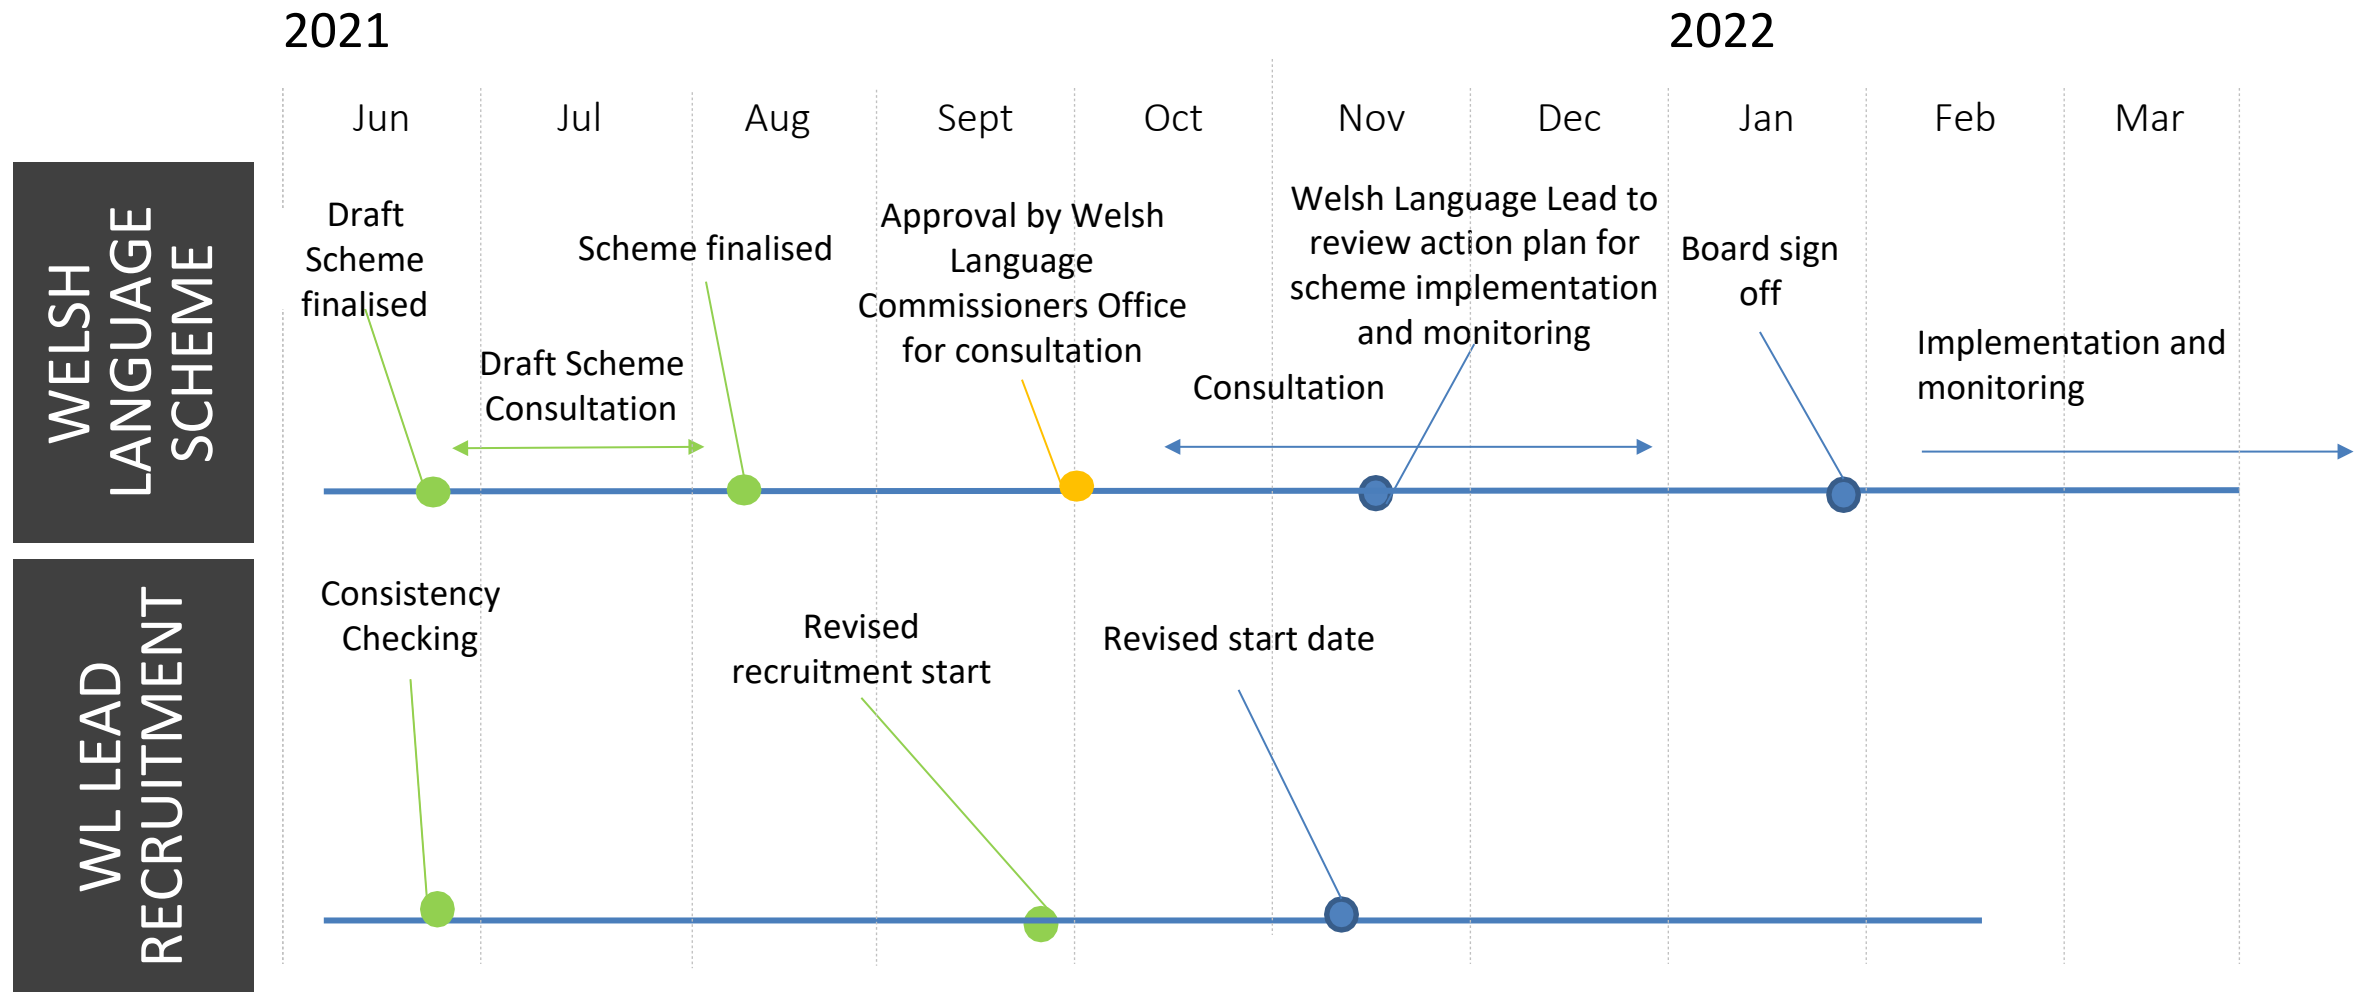 2021
2022
Jun
Jul
Aug
Sept
Oct
Nov
Dec
Jan
Feb
Mar
WELSH
LANGUAGE
SCHEME
Draft
Scheme
finalised
Draft Scheme
Consultation
Scheme finalised
Approval by Welsh
Language
Commissioners Office
for consultation
Consultation
Welsh Language Lead to
review action plan for
scheme implementation
and monitoring
Board sign
off
Implementation and
monitoring
WL LEAD
RECRUITMENT
Consistency
Checking
Revised
recruitment start
Revised start date